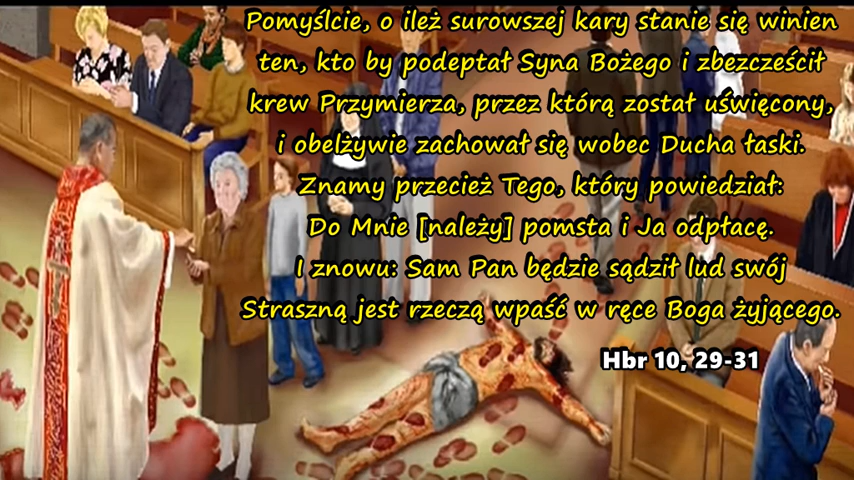 Pomyślcie, o ileż surowszej kary stanie się winien
ten, kto by podeptał Syna Bożego i zbezcześcił
krew Przymierza, przez którą został uświęcony,
i obelżywie zachował się wobec Ducha łaski.
Znamy przecież Tego, który powiedział:
Do Mnie [należy] pomsta i Ja odpłacę.
I znowu: Sam Pan będzie sądził lud swój
Straszną jest rzeczą wpaść w ręce Boga żyjącego.
Hbr 10, 29-31